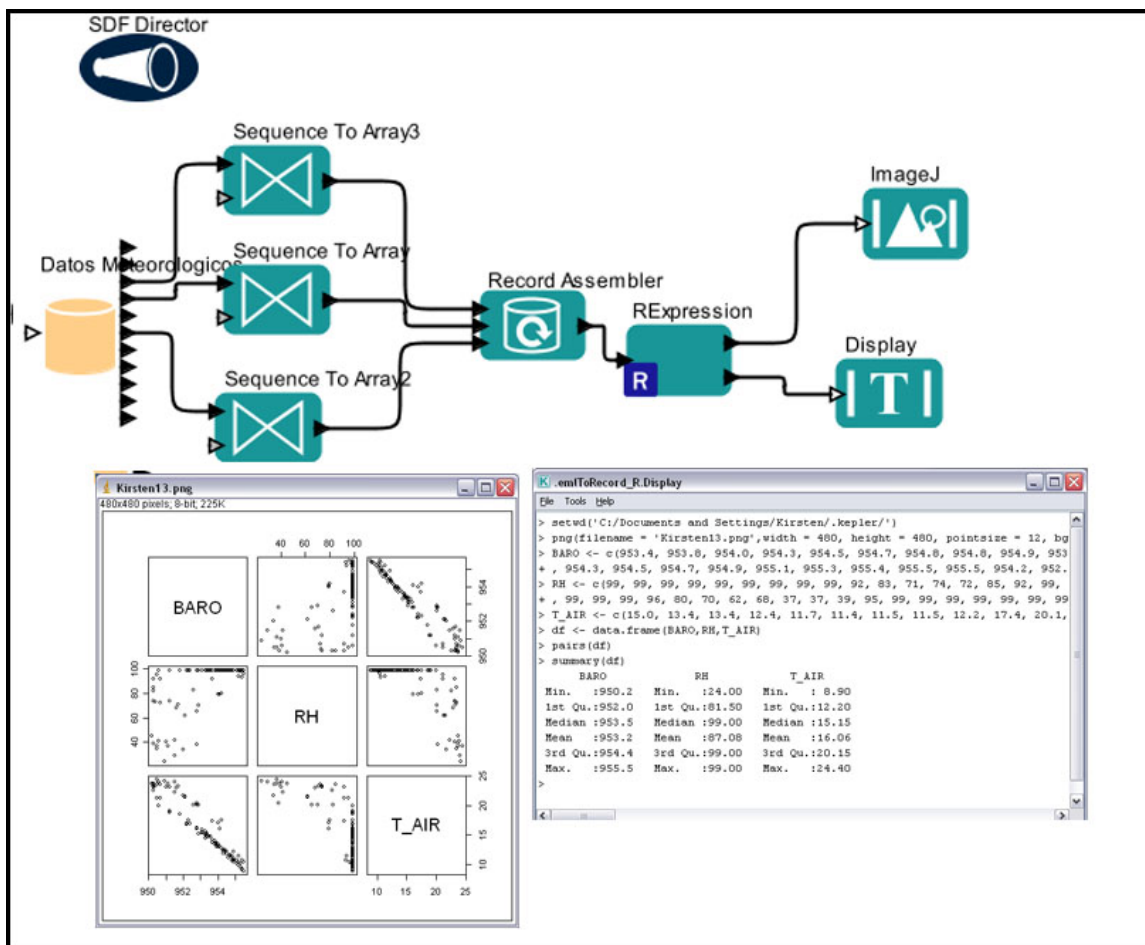 SDF Director
Sequence To Array3
ImageJ
Datos Meteorologicos
Sequence To Array
Record Assembler
RExpression
R
Display
T
Sequence To Array2
Kirsten13.png
480x480 pixels; 8-bit; 225K
40 60 80 100
BARO
950 952 954
40 60 80 100
RH
T_AIR
10 15 20 25
950 952 954
10 15 20 25
.emlToRecord_R.Display
File Tools Help
> setwd('C:/Documents and Settings/Kirsten/.kepler/')
> png(filename = 'Kirsten13.png',width = 480, height = 480, pointsize = 12, bg
> BARO <- c(953.4, 953.8, 954.0, 954.3, 954.5, 954.7, 954.8, 954.8, 954.9, 953
+ , 954.3, 954.5, 954.7, 954.9, 955.1, 955.3, 955.4, 955.5, 955.5, 954.2, 952.
> RH <- c(99, 99, 99, 99, 99, 99, 99, 99, 99, 92, 83, 71, 74, 72, 85, 92, 99,
+ , 99, 99, 99, 96, 80, 70, 62, 68, 37, 37, 39, 95, 99, 99, 99, 99, 99, 99, 99
> T_AIR <- c(15.0, 13.4, 13.4, 12.4, 11.7, 11.4, 11.5, 11.5, 12.2, 17.4, 20.1,
> df <- data.frame(BARO,RH,T_AIR)
> pairs(df)
> summary(df)
BARO RH T_AIR
Min. :950.2 Min. :24.00 Min. : 8.90
1st Qu.:952.0 1st Qu.:81.50 1st Qu.:12.20
Median :953.5 Median :99.00 Median :15.15
Mean :953.2 Mean :87.08 Mean :16.06
3rd Qu.:954.4 3rd Qu.:99.00 3rd Qu.:20.15
Max. :955.5 Max. :99.00 Max. :24.40
>